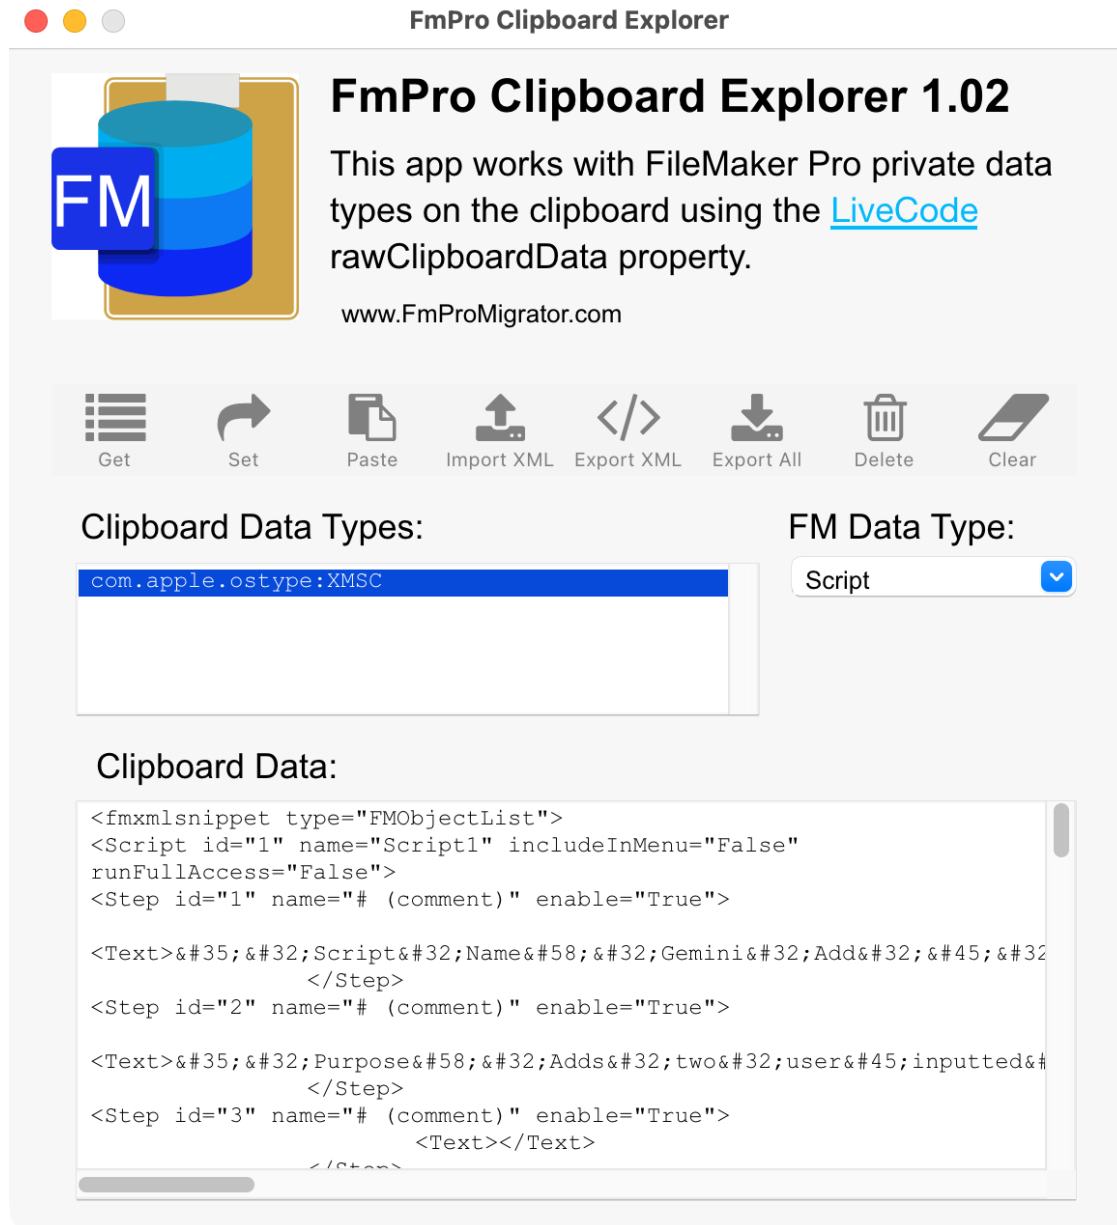 FmPro Clipboard Explorer
FM
FmPro Clipboard Explorer 1.02
This app works with FileMaker Pro private data
types on the clipboard using the LiveCode
rawClipboardData property.
www.FmProMigrator.com
Get Set Paste Import XML Export XML Export All Delete Clear
Clipboard Data Types:
FM Data Type:
com.apple.ostype:XMSC
Script
Clipboard Data:
<fmxmlsnippet type="FMObjectList">
<Script id="1" name="Script1" includeInMenu="False"
runFullAccess="False">
<Step id="1" name="# (comment)" enable="True">
<Text>&#35;&#32;Script&#32;Name&#58;&#32;Gemini&#32;Add&#32;&#45;&#32
</Step>
<Step id="2" name="# (comment)" enable="True">
<Text>&#35;&#32;Purpose&#58;&#32;Adds&#32;two&#32;user&#45;inputted&#
</Step>
<Step id="3" name="# (comment)" enable="True">
<Text></Text>
</Step>